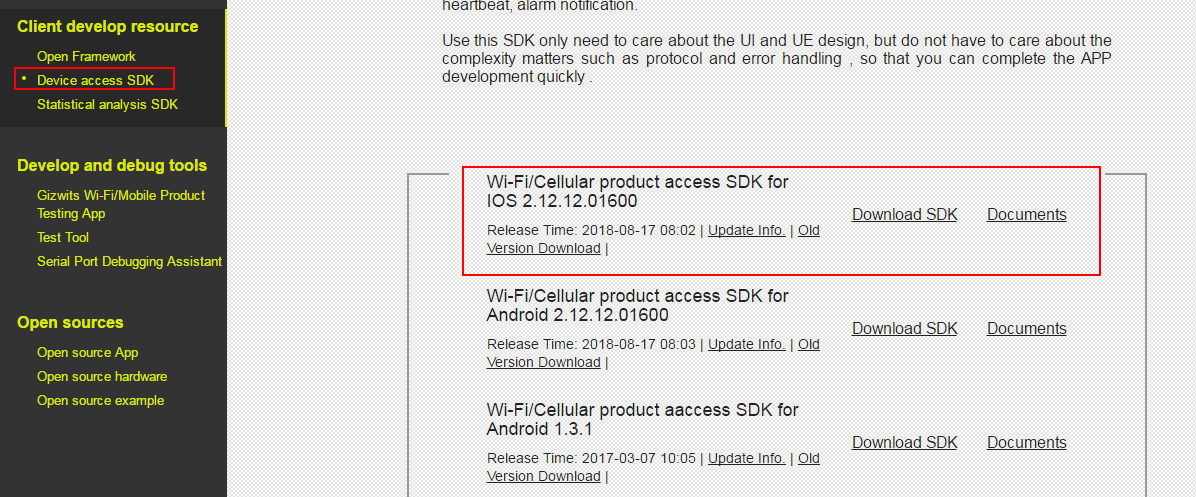 Client develop resource
Open Framework
Device access SDK
Statistical analysis SDK
Develop and debug tools
Gizwits Wi-Fi/Mobile Product
Testing App
Test Tool
Serial Port Debugging Assistant
Open sources
Open source App
Open source hardware
Open source example
heartbeat, alarm notification.
Use this SDK only need to care about the UI and UE design, but do not have to care about the
complexity matters such as protocol and error handling , so that you can complete the APP
development quickly .
Wi-Fi/Cellular product access SDK for
IOS 2.12.12.01600
Release Time: 2018-08-17 08:02 | Update Info. | Old
Version Download |
Download SDK Documents
Wi-Fi/Cellular product access SDK for
Android 2.12.12.01600
Release Time: 2018-08-17 08:03 | Update Info. | Old
Version Download |
Download SDK Documents
Wi-Fi/Cellular product aaccess SDK for
Android 1.3.1
Release Time: 2017-03-07 10:05 | Update Info. | Old
Version Download |
Download SDK Documents